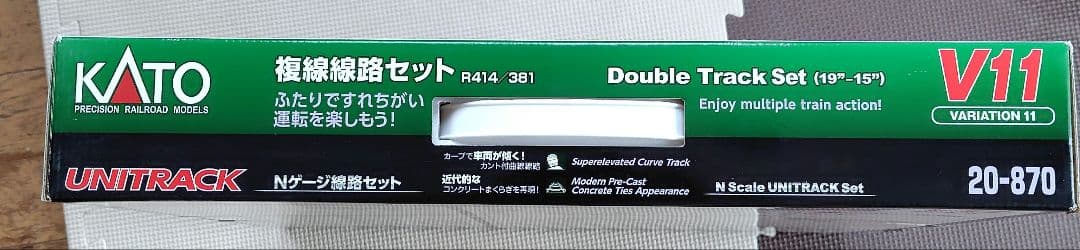 KATO
PRECISION RAILROAD MODELS
複線線路セット R414/381
ふたりですれちがい
運転を楽しもう!
Double Track Set (19"-15")
Enjoy multiple train action!
V11
VARIATION 11
UNITRACK
Nゲージ線路セット
カーブで車両が傾く!
カント付曲線線路
Superelevated Curve Track
近代的な
コンクリートまくらぎを再現!
Modern Pre-Cast
Concrete Ties Appearance
N Scale UNITRACK Set
20-870